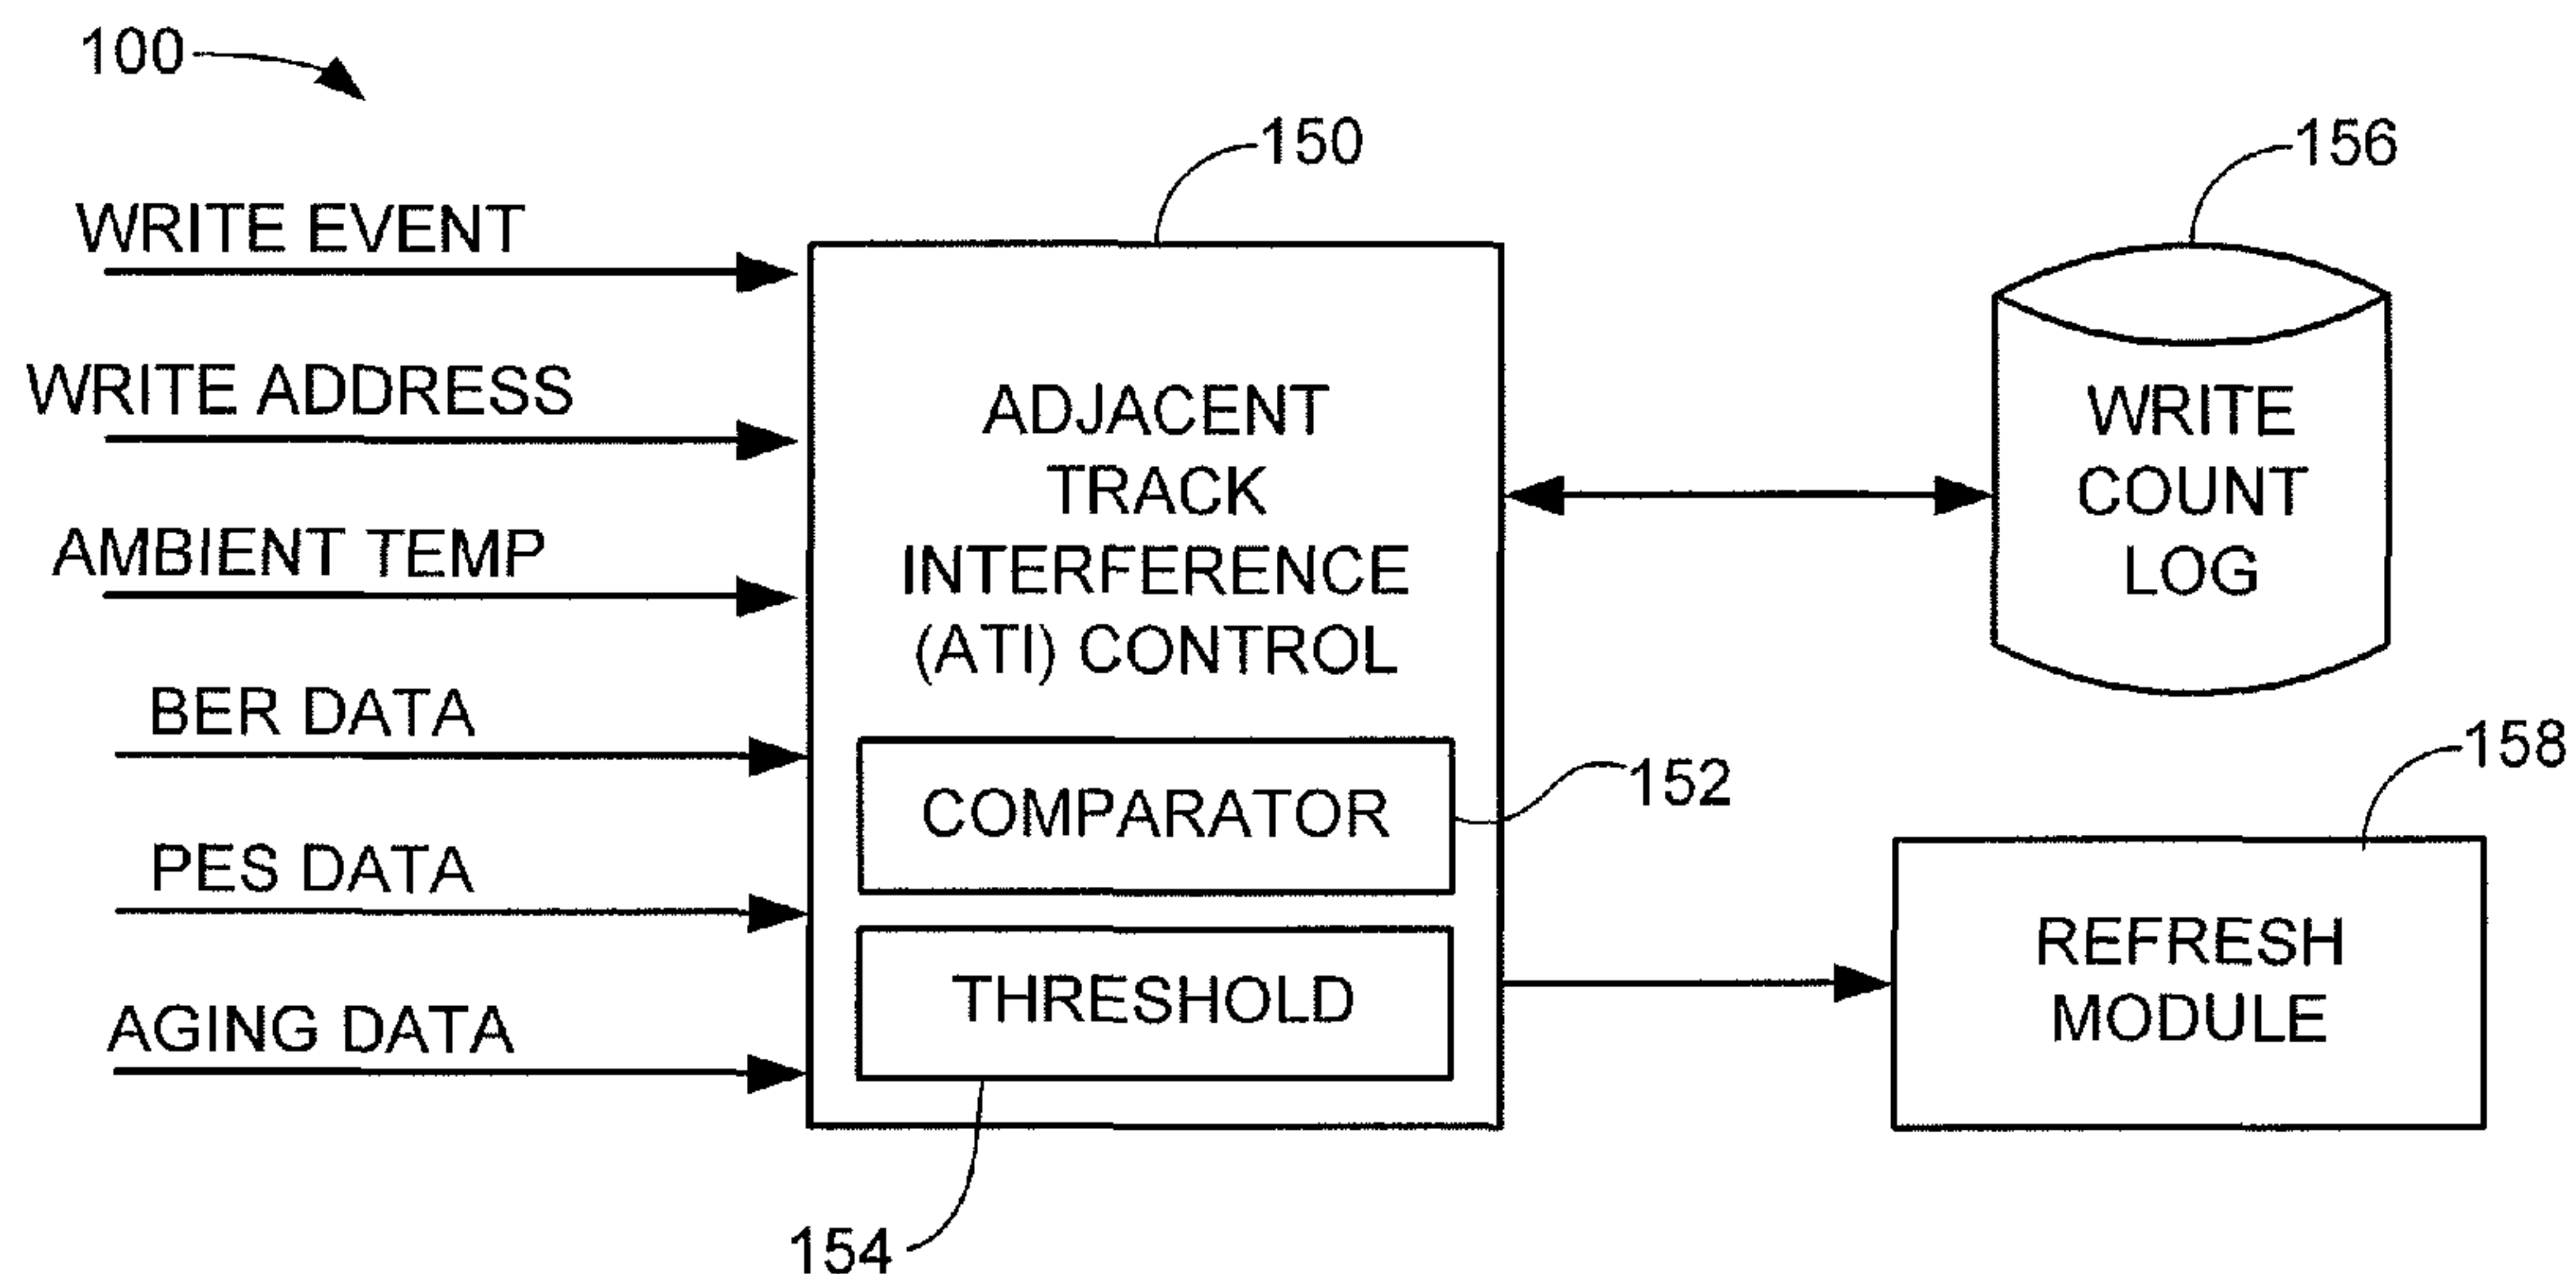 100
150
156
WRITE EVENT
WRITE ADDRESS
AMBIENT TEMP
BER DATA
PES DATA
AGING DATA
ADJACENT
TRACK
INTERFERENCE
(ATI) CONTROL
COMPARATOR
152
THRESHOLD
154
WRITE
COUNT
LOG
158
REFRESH
MODULE